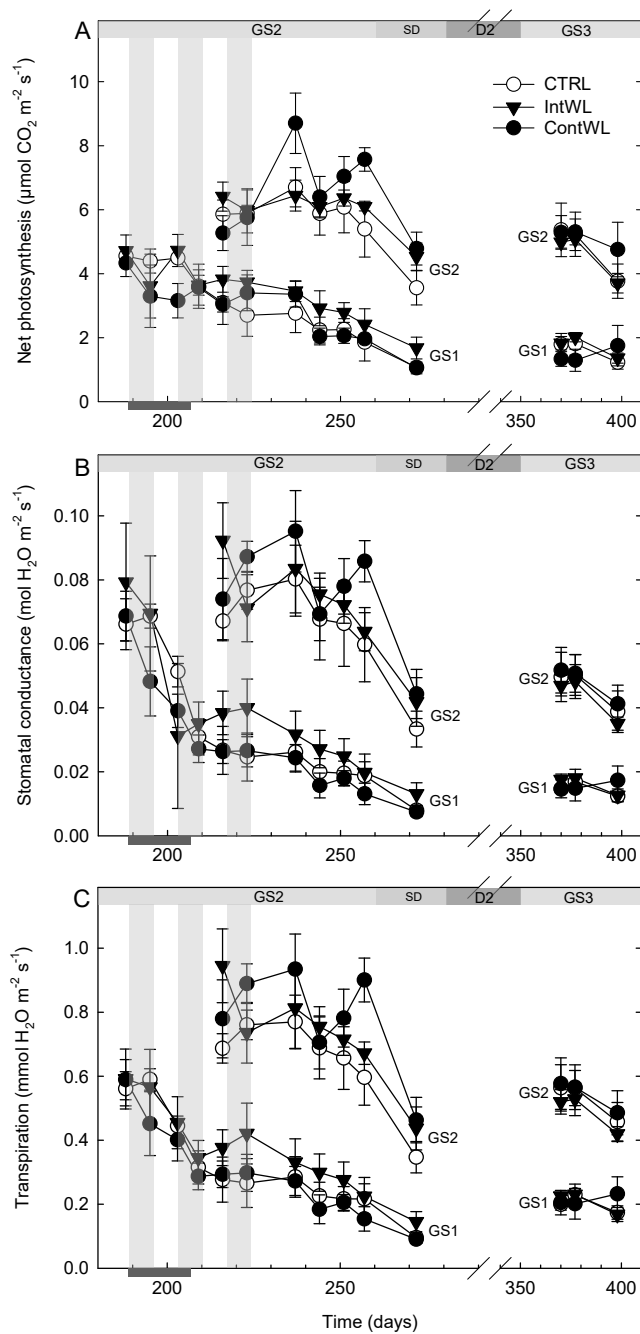 A
GS2 SD D2 GS3
10
8
6
4
2
0
Net photosynthesis (µmol CO2 m-2 s-1)
CTRL
IntWL
ContWL
GS2
GS1
GS2
GS1
200 250 350 400
B
GS2 SD D2 GS3
0.10
0.08
0.06
0.04
0.02
0.00
Stomatal conductance (mol H2O m-2 s-1)
GS2
GS1
GS2
GS1
200 250 350 400
C
GS2 SD D2 GS3
1.0
0.8
0.6
0.4
0.2
0.0
Transpiration (mmol H2O m-2 s-1)
GS2
GS1
GS2
GS1
200 250 350 400
Time (days)